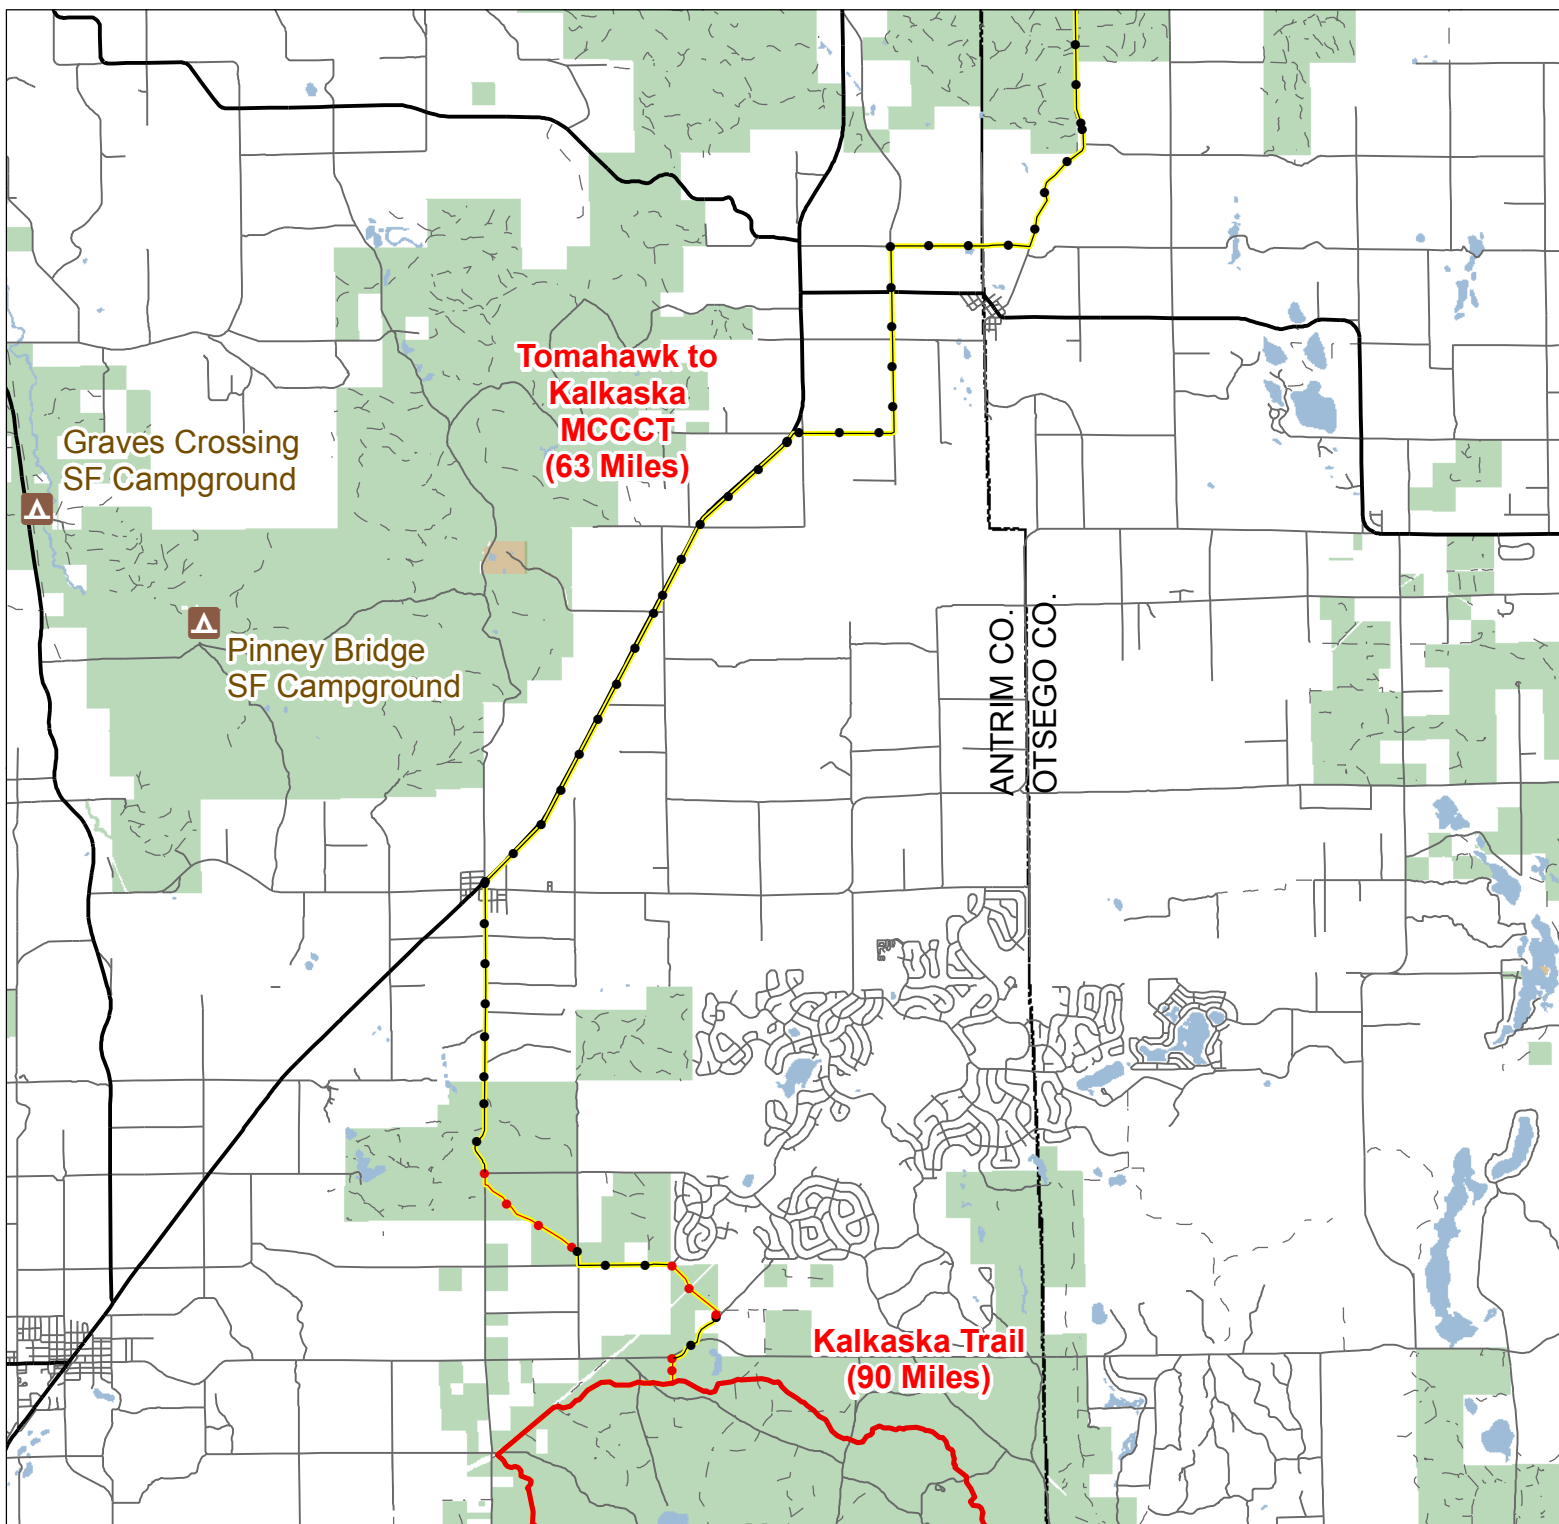 Tomahawk to
Kalkaska
MCCCT
(63 Miles)
Graves Crossing
SF Campground
Pinney Bridge
SF Campground
ANTRIM CO.
OTSEGO CO.
Kalkaska Trail
(90 Miles)